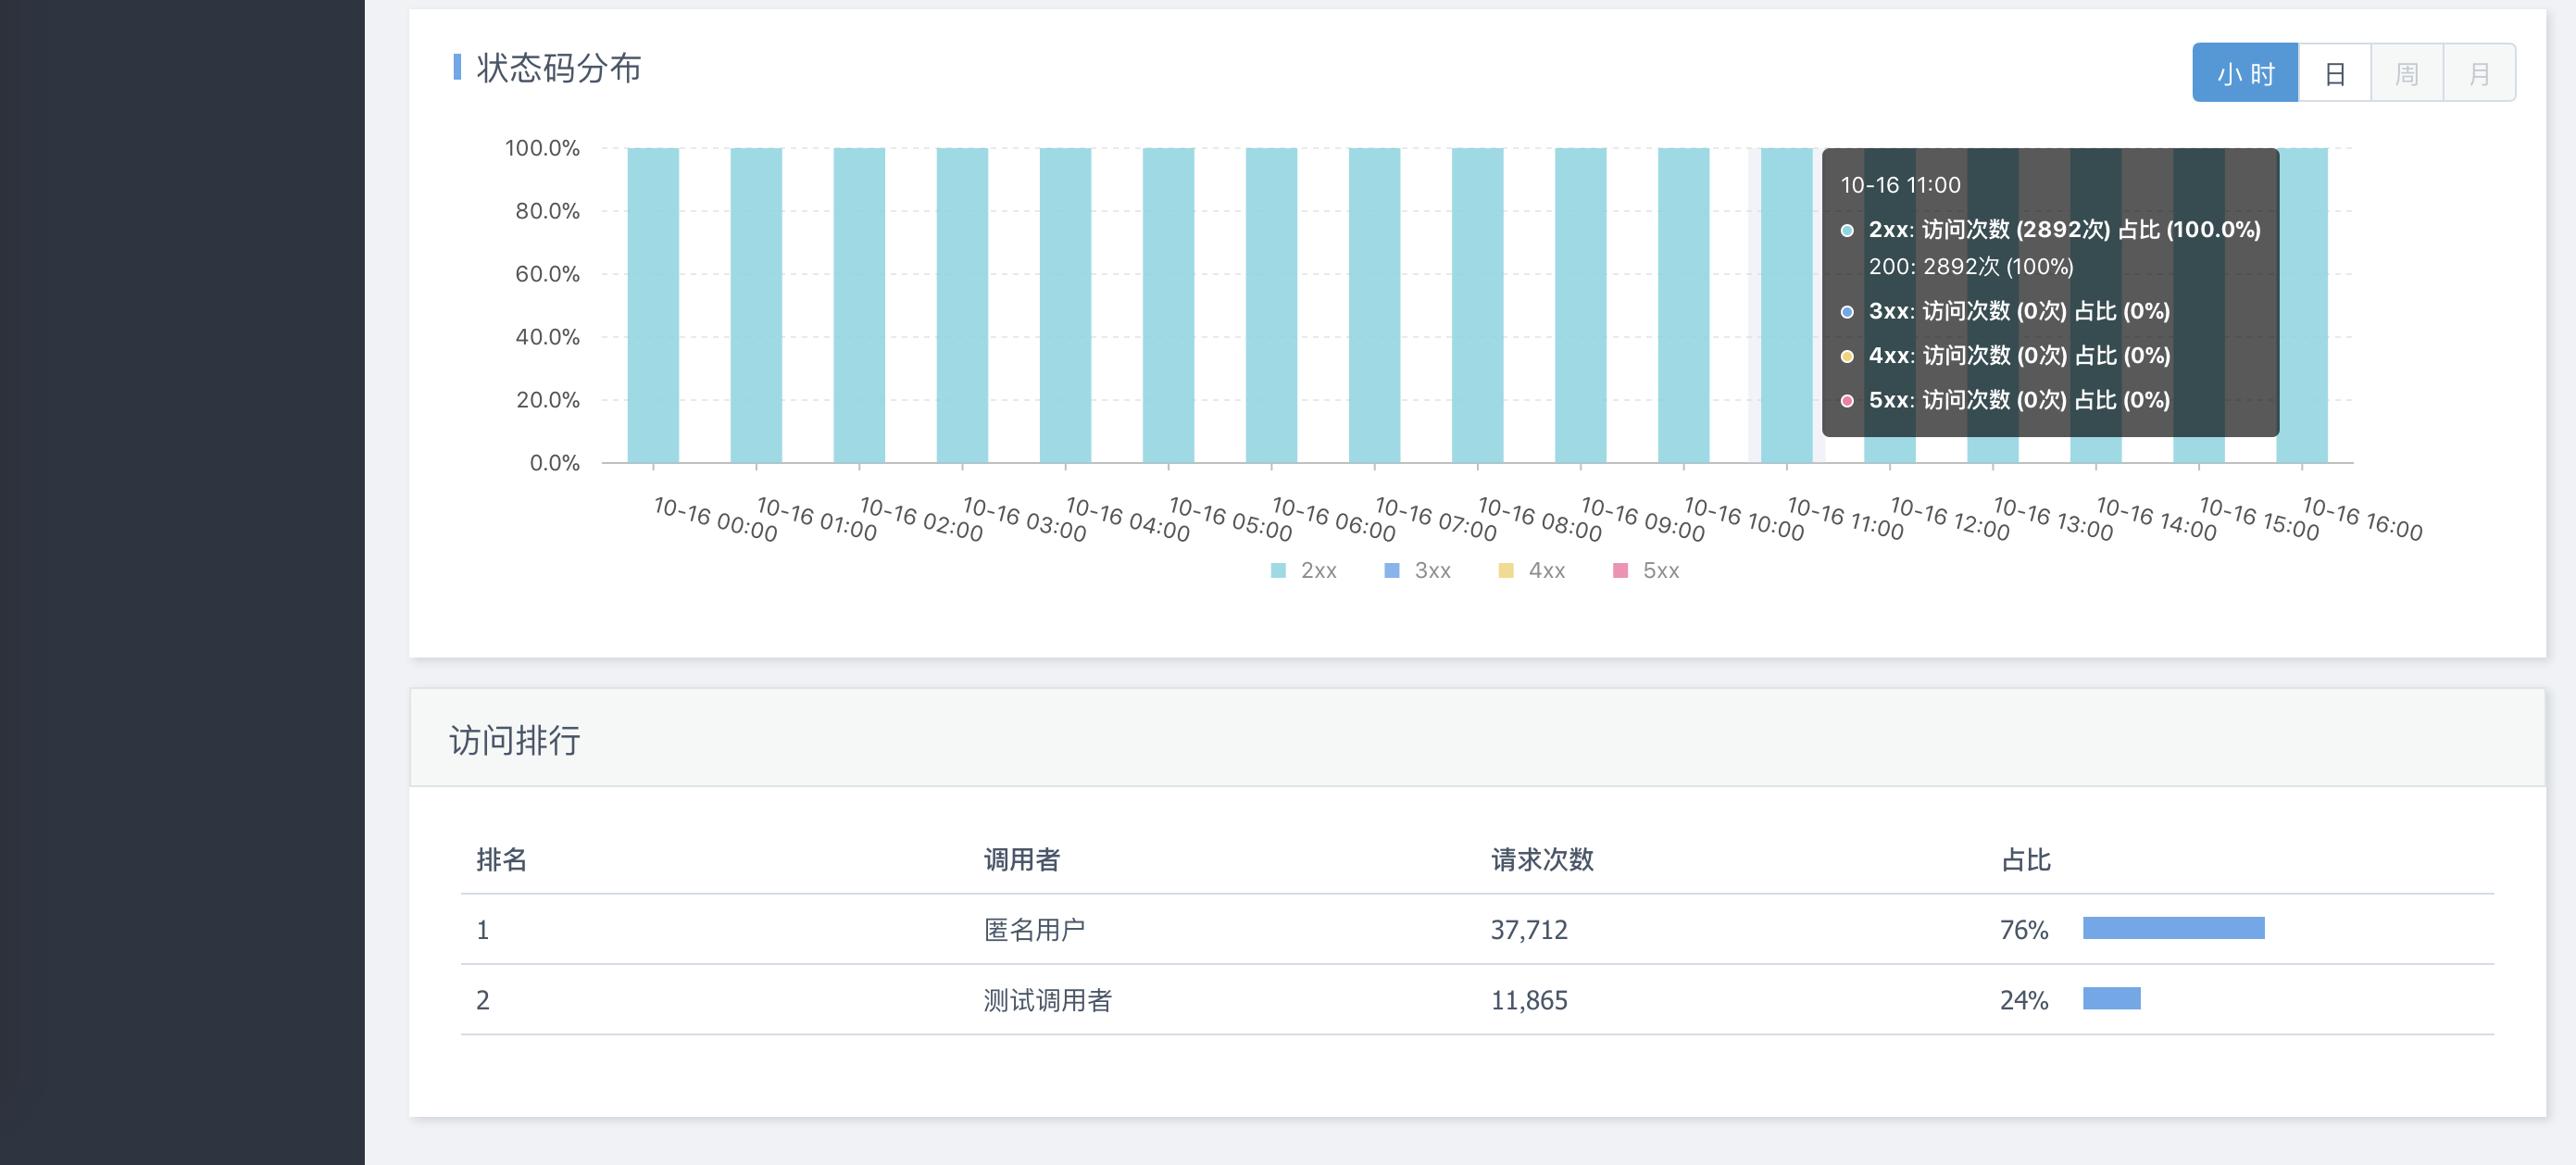 状态码分布
小 时 日 周 月
100.0%
80.0%
60.0%
40.0%
20.0%
0.0%
10-16 11:00
2xx: 访问次数 (2892次) 占比 (100.0%)
200: 2892次 (100%)
3xx: 访问次数 (0次) 占比 (0%)
4xx: 访问次数 (0次) 占比 (0%)
5xx: 访问次数 (0次) 占比 (0%)
10-16 00:00
10-16 01:00
10-16 02:00
10-16 03:00
10-16 04:00
10-16 05:00
10-16 06:00
10-16 07:00
10-16 08:00
10-16 09:00
10-16 10:00
10-16 11:00
10-16 12:00
10-16 13:00
10-16 14:00
10-16 15:00
10-16 16:00
2xx 3xx 4xx 5xx
访问排行
排名 调用者 请求次数 占比
1 匿名用户 37,712 76%
2 测试调用者 11,865 24%